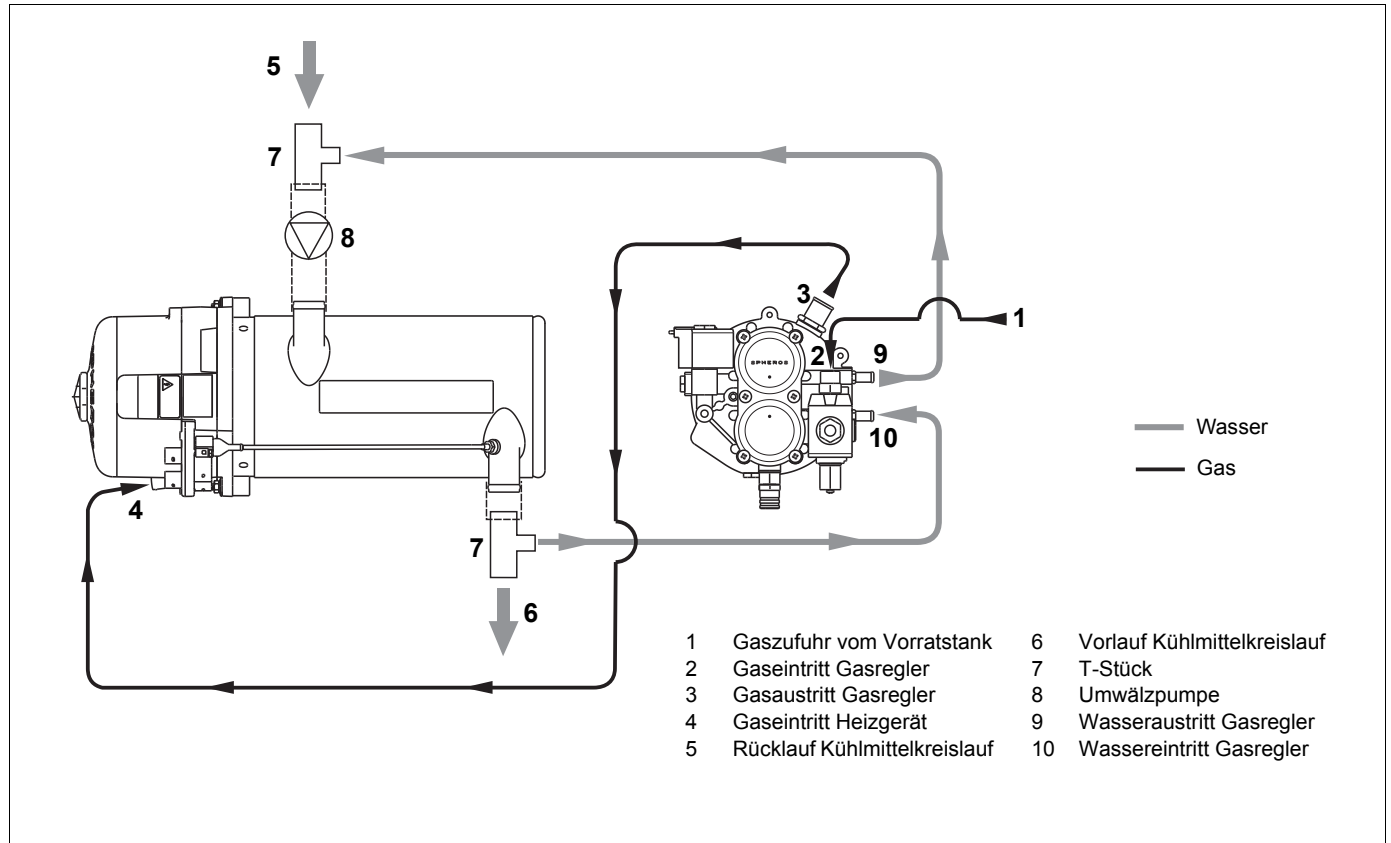 5
7
8
3
1
2
9
10
4
7
6
SPHEROS
Wasser
Gas
1 Gaszufuhr vom Vorratstank
2 Gaseintritt Gasregler
3 Gasaustritt Gasregler
4 Gaseintritt Heizgerät
5 Rücklauf Kühlmittelkreislauf
6 Vorlauf Kühlmittelkreislauf
7 T-Stück
8 Umwälzpumpe
9 Wasseraustritt Gasregler
10 Wassereintritt Gasregler